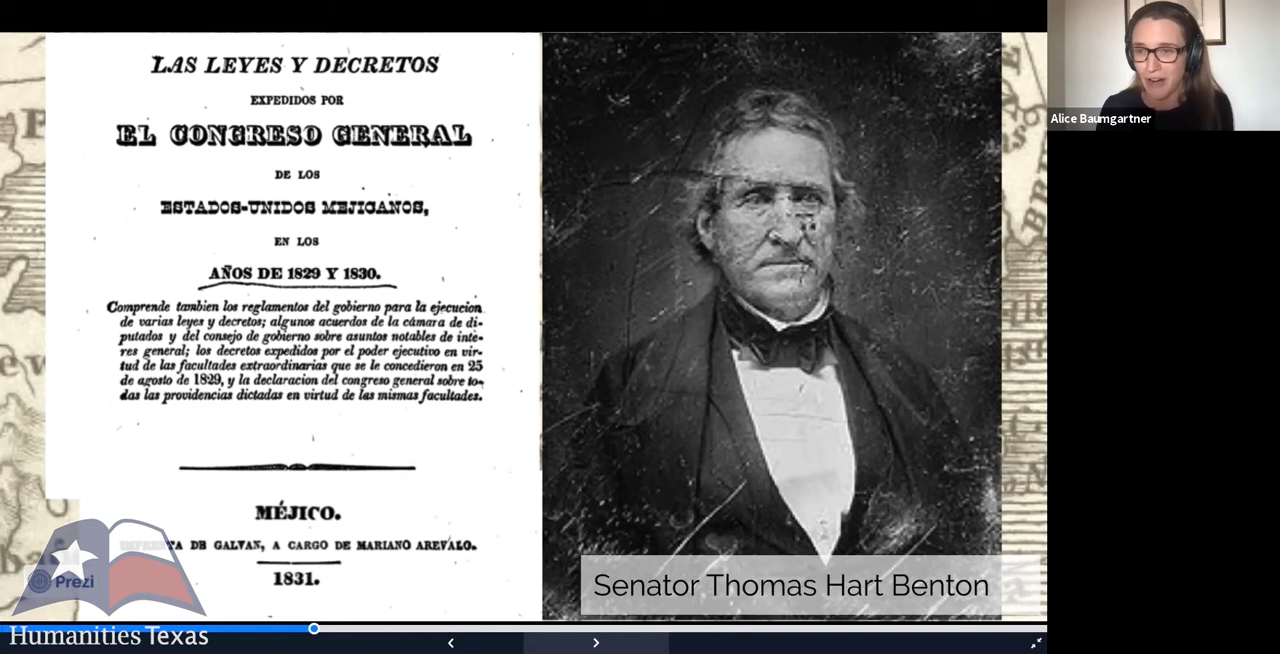 LAS LEYES Y DECRETOS
EXPEDIDOS POR
EL CONGRESO GENERAL
DE LOS
ESTADOS-UNIDOS MEJICANOS,
EN LOS
AÑOS DE 1829 Y 1830.
Comprende tambien los reglamentos del gobierno para la ejecucion
de varias leyes y decretos; algunos acuerdos de la cámara de di-
putados y del consejo de gobierno sobre asuntos notables de inte-
res general; los decretos expedidos por el poder ejecutivo en vir-
tud de las facultades extraordinarias que se le concedieron en 25
de agosto de 1829, y la declaracion del congreso general sobre to-
das las providencias dictadas en virtud de las mismas facultades.
MÉJICO.
IMPRENTA DE GALVAN, A CARGO DE MARIANO AREVALO.
1831.
Prezi
Humanities Texas
Senator Thomas Hart Benton
Alice Baumgartner